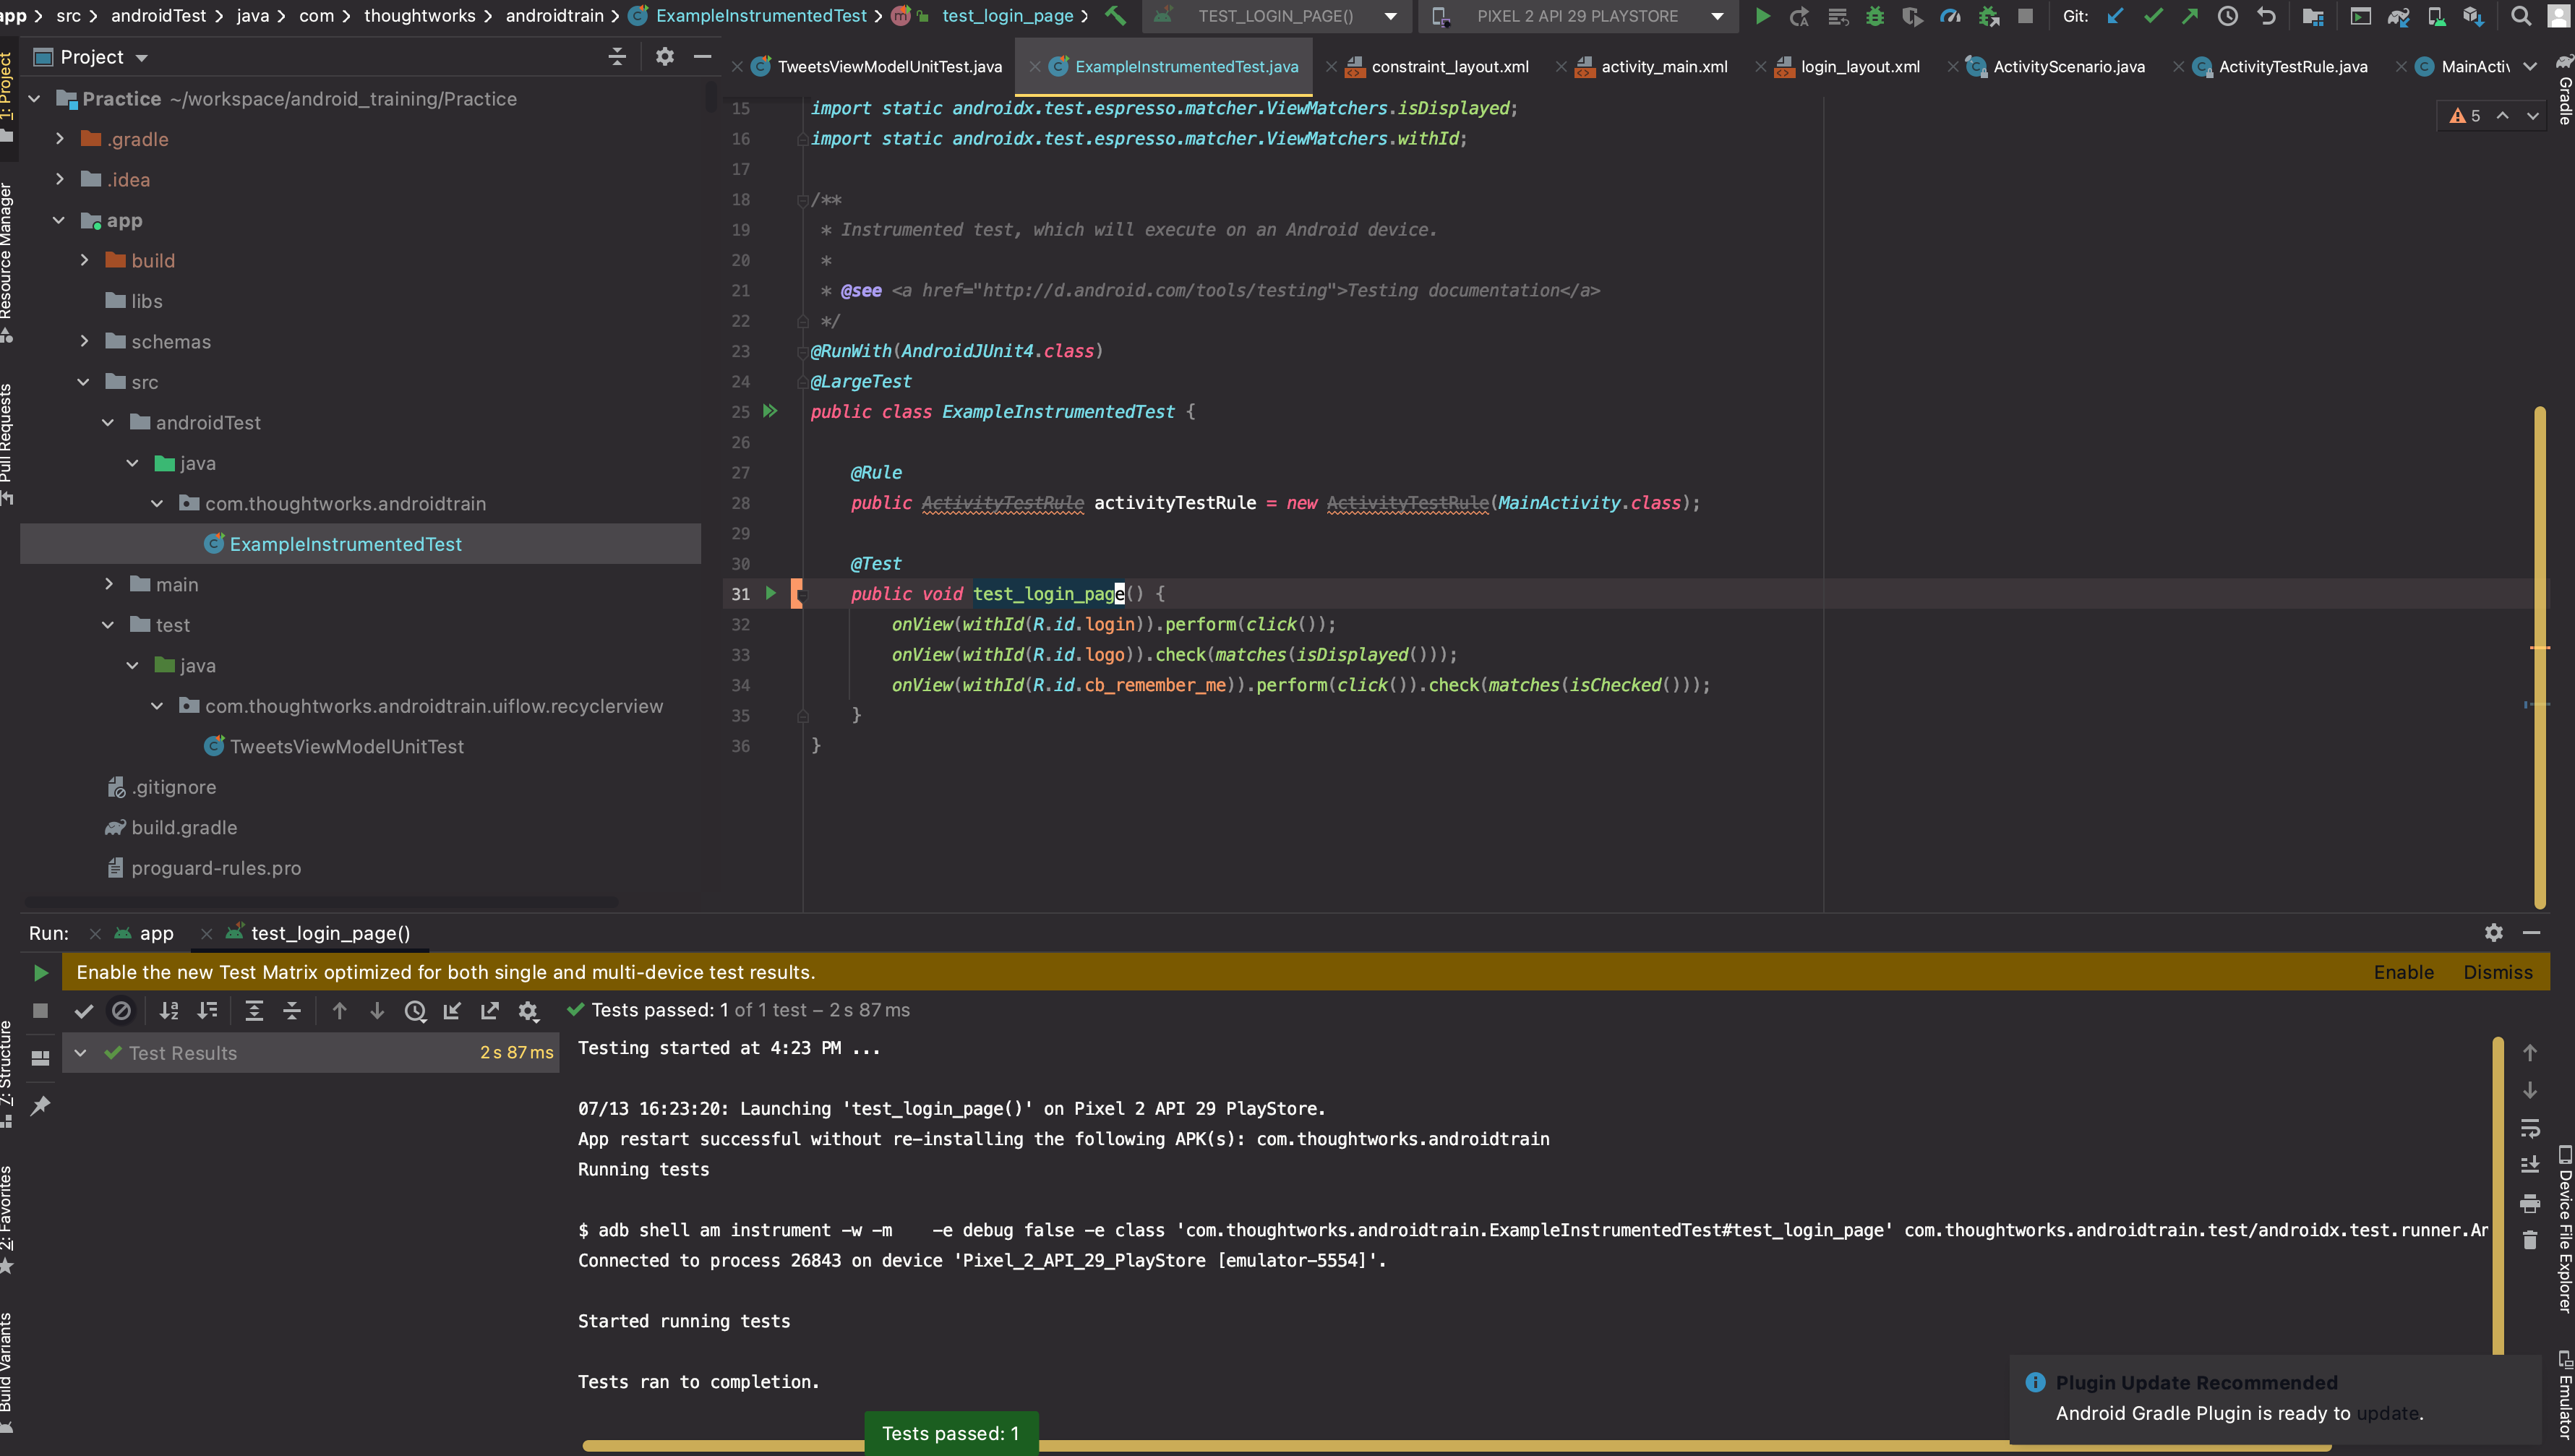 app
src
androidTest
java
com
thoughtworks
androidtrain
ExampleInstrumentedTest
test_login_page
TEST_LOGIN_PAGE()
PIXEL 2 API 29 PLAYSTORE
Git:
Project
TweetsViewModelUnitTest.java
ExampleInstrumentedTest.java
constraint_layout.xml
activity_main.xml
login_layout.xml
ActivityScenario.java
ActivityTestRule.java
MainActiv
Practice ~/workspace/android_training/Practice
.gradle
.idea
app
build
libs
schemas
src
androidTest
java
com.thoughtworks.androidtrain
ExampleInstrumentedTest
main
test
java
com.thoughtworks.androidtrain.uiflow.recyclerview
TweetsViewModelUnitTest
.gitignore
build.gradle
proguard-rules.pro
1: Project
Resource Manager
Pull Requests
7: Structure
2: Favorites
Build Variants
5
15 import static androidx.test.espresso.matcher.ViewMatchers.isDisplayed;
16 import static androidx.test.espresso.matcher.ViewMatchers.withId;
17
18 /**
19 * Instrumented test, which will execute on an Android device.
20 *
21 * @see <a href="http://d.android.com/tools/testing">Testing documentation</a>
22 */
23 @RunWith(AndroidJUnit4.class)
24 @LargeTest
25 public class ExampleInstrumentedTest {
26
27 @Rule
28 public ActivityTestRule activityTestRule = new ActivityTestRule(MainActivity.class);
29
30 @Test
31 public void test_login_page() {
32 onView(withId(R.id.login)).perform(click());
33 onView(withId(R.id.logo)).check(matches(isDisplayed()));
34 onView(withId(R.id.cb_remember_me)).perform(click()).check(matches(isChecked()));
35 }
36 }
Gradle
Device File Explorer
Emulator
Run:
app
test_login_page()
Enable the new Test Matrix optimized for both single and multi-device test results.
Enable
Dismiss
Tests passed: 1 of 1 test – 2 s 87 ms
Test Results
2 s 87 ms
Testing started at 4:23 PM ...
07/13 16:23:20: Launching 'test_login_page()' on Pixel 2 API 29 PlayStore.
App restart successful without re-installing the following APK(s): com.thoughtworks.androidtrain
Running tests
$ adb shell am instrument -w -m    -e debug false -e class 'com.thoughtworks.androidtrain.ExampleInstrumentedTest#test_login_page' com.thoughtworks.androidtrain.test/androidx.test.runner.An
Connected to process 26843 on device 'Pixel_2_API_29_PlayStore [emulator-5554]'.
Started running tests
Tests ran to completion.
Tests passed: 1
Plugin Update Recommended
Android Gradle Plugin is ready to update.